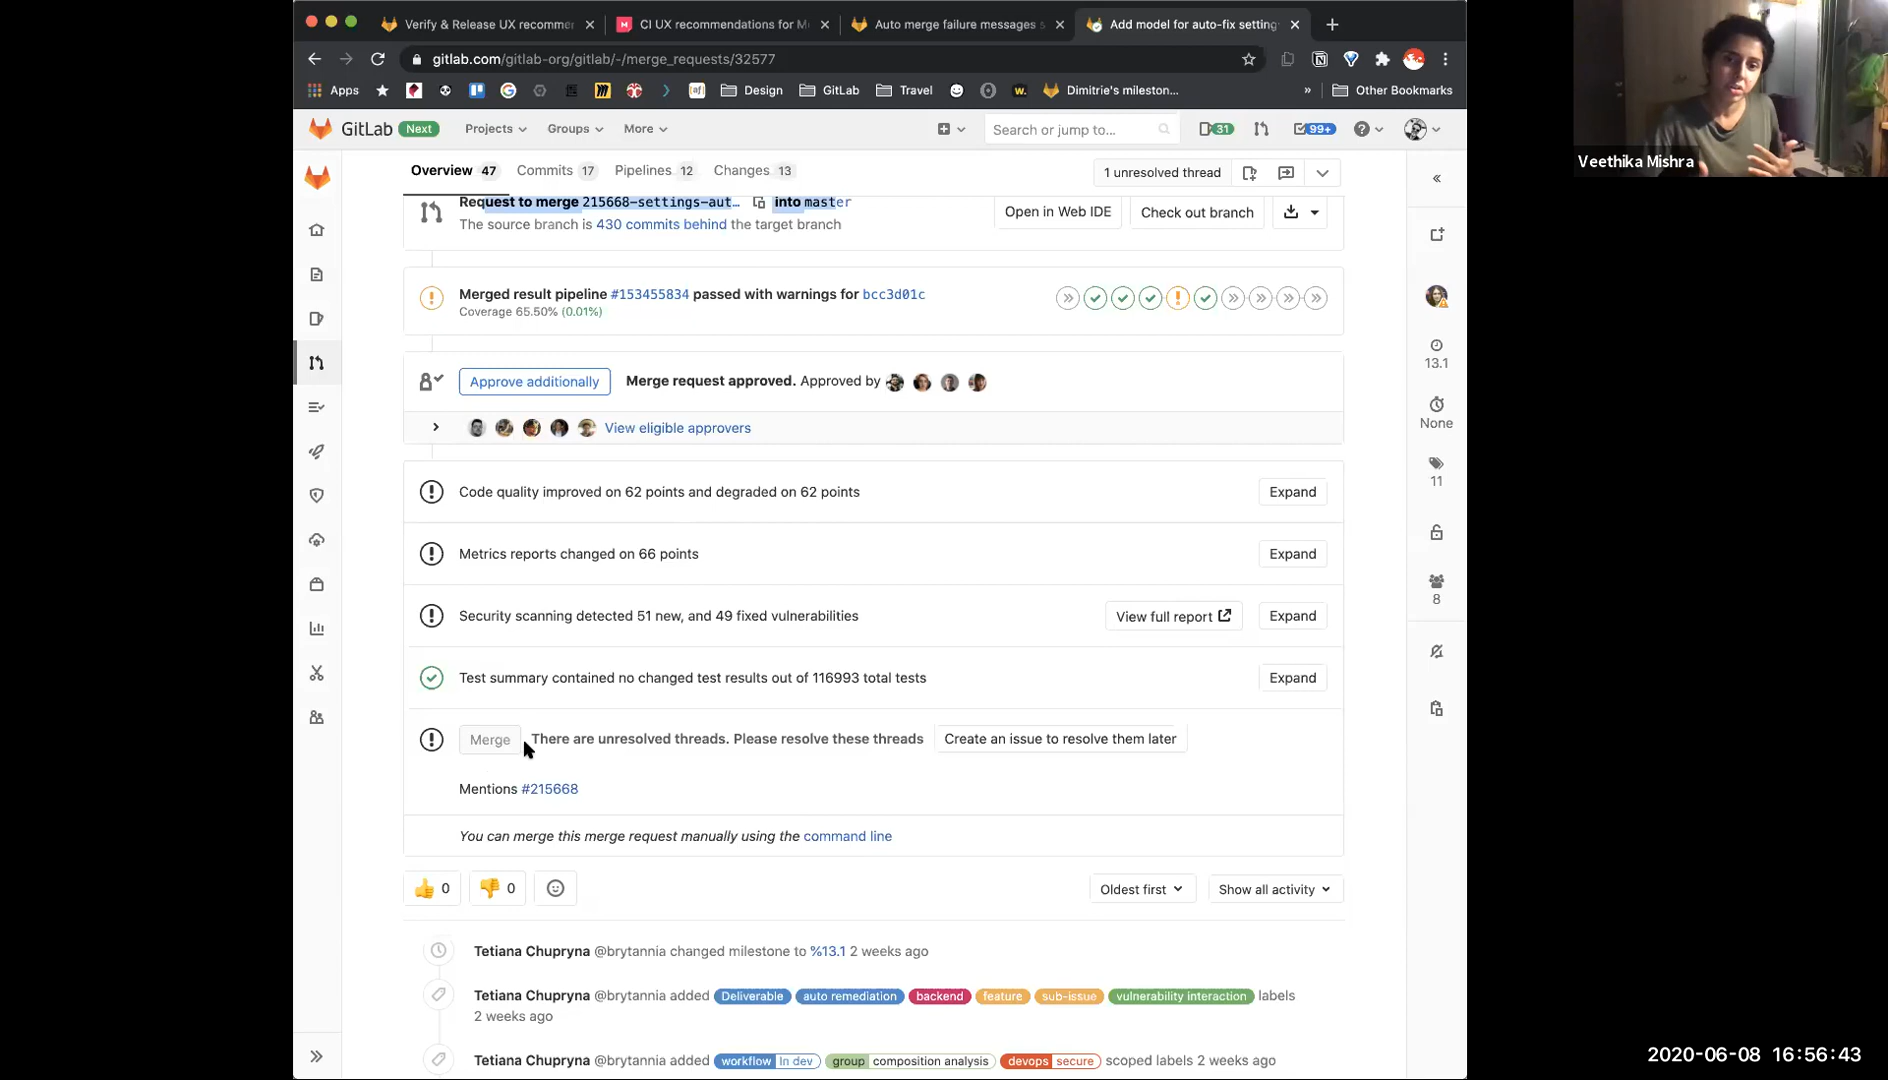 Verify & Release UX recommen
CI UX recommendations for M
Auto merge failure messages s
Add model for auto-fix setting
gitlab.com/gitlab-org/gitlab/-/merge_requests/32577
Apps
Design
GitLab
Travel
w.
Dimitrie's mileston...
»
Other Bookmarks
GitLab Next
Projects
Groups
More
Search or jump to...
31
99+
Veethika Mishra
Overview 47
Commits 17
Pipelines 12
Changes 13
1 unresolved thread
Request to merge 215668-settings-aut… into master
The source branch is 430 commits behind the target branch
Open in Web IDE
Check out branch
Merged result pipeline #153455834 passed with warnings for bcc3d01c
Coverage 65.50% (0.01%)
Approve additionally
Merge request approved. Approved by
View eligible approvers
Code quality improved on 62 points and degraded on 62 points
Expand
Metrics reports changed on 66 points
Expand
Security scanning detected 51 new, and 49 fixed vulnerabilities
View full report
Expand
Test summary contained no changed test results out of 116993 total tests
Expand
Merge
There are unresolved threads. Please resolve these threads
Create an issue to resolve them later
Mentions #215668
You can merge this merge request manually using the command line
👍 0
👎 0
Oldest first
Show all activity
Tetiana Chupryna @brytannia changed milestone to %13.1 2 weeks ago
Tetiana Chupryna @brytannia added Deliverable auto remediation backend feature sub-issue vulnerability interaction labels
2 weeks ago
Tetiana Chupryna @brytannia added workflow In dev group composition analysis devops secure scoped labels 2 weeks ago
13.1
None
11
8
2020-06-08 16:56:43